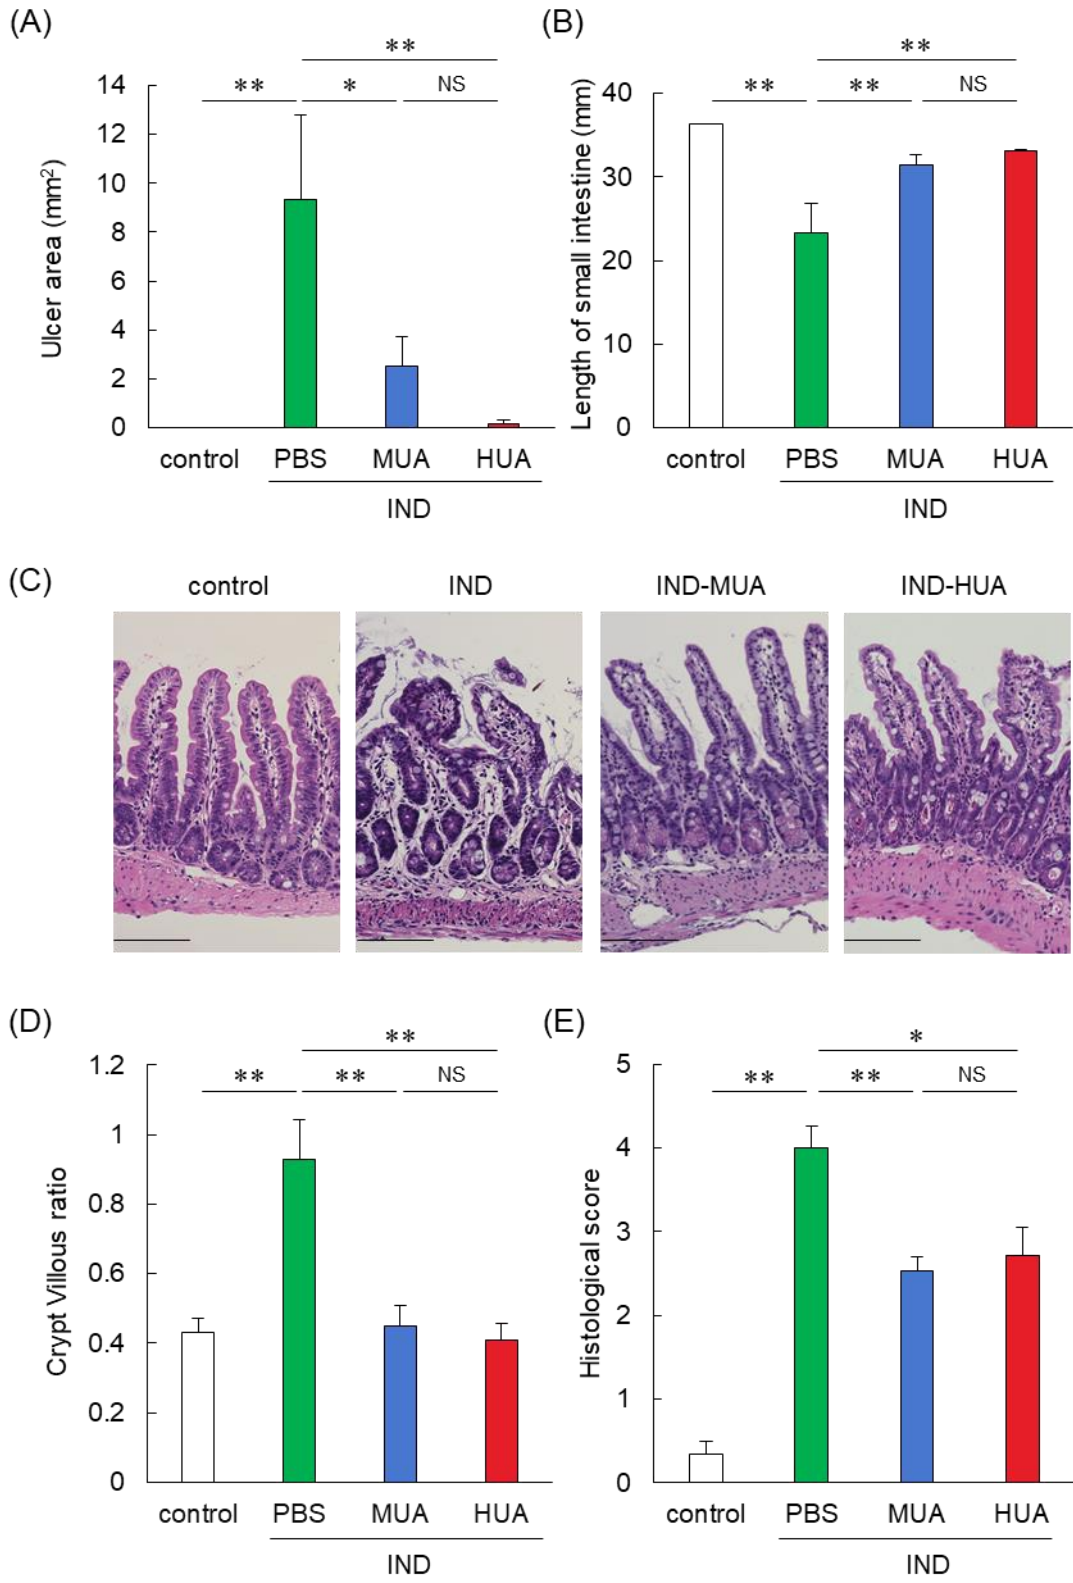 (A)
** 
** * NS
Ulcer area (mm²)
14
12
10
8
6
4
2
0
control PBS MUA HUA
IND
(B)
**
** ** NS
Length of small intestine (mm)
40
30
20
10
0
control PBS MUA HUA
IND
(C)
control IND IND-MUA IND-HUA
(D)
**
** ** NS
Crypt Villous ratio
1.2
1
0.8
0.6
0.4
0.2
0
control PBS MUA HUA
IND
(E)
*
** ** NS
Histological score
5
4
3
2
1
0
control PBS MUA HUA
IND